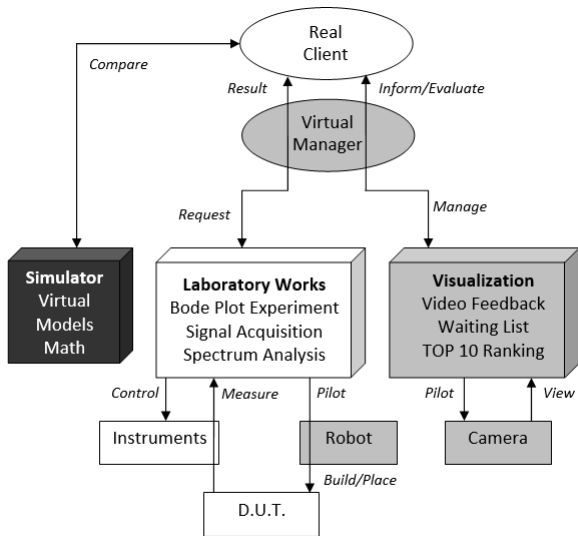 Real
Client
Compare
Result
Inform/Evaluate
Virtual
Manager
Request
Manage
Simulator
Virtual
Models
Math
Laboratory Works
Bode Plot Experiment
Signal Acquisition
Spectrum Analysis
Visualization
Video Feedback
Waiting List
TOP 10 Ranking
Control
Measure
Pilot
Pilot
View
Instruments
Robot
Camera
Build/Place
D.U.T.